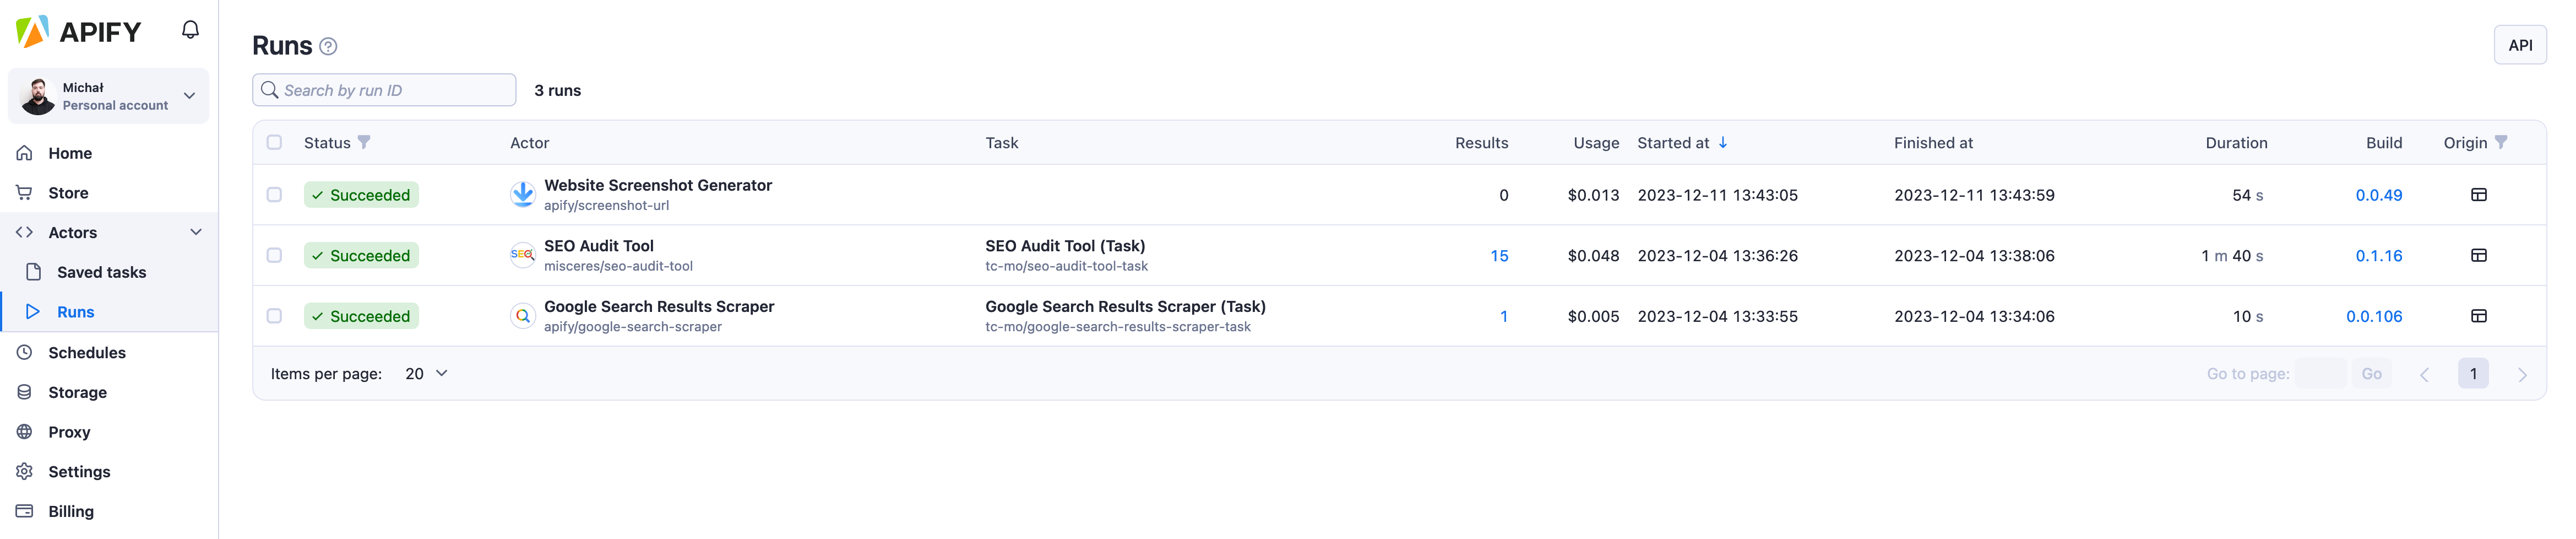 APIFY
Michał
Personal account
Home
Store
Actors
Saved tasks
Runs
Schedules
Storage
Proxy
Settings
Billing
Runs
API
Search by run ID
3 runs
Status Actor Task Results Usage Started at Finished at Duration Build Origin
Succeeded Website Screenshot Generator 0 $0.013 2023-12-11 13:43:05 2023-12-11 13:43:59 54 s 0.0.49
apify/screenshot-url
Succeeded SEO SEO Audit Tool SEO Audit Tool (Task) 15 $0.048 2023-12-04 13:36:26 2023-12-04 13:38:06 1 m 40 s 0.1.16
misceres/seo-audit-tool tc-mo/seo-audit-tool-task
Succeeded Google Search Results Scraper Google Search Results Scraper (Task) 1 $0.005 2023-12-04 13:33:55 2023-12-04 13:34:06 10 s 0.0.106
apify/google-search-scraper tc-mo/google-search-results-scraper-task
Items per page: 20 Go to page: Go 1